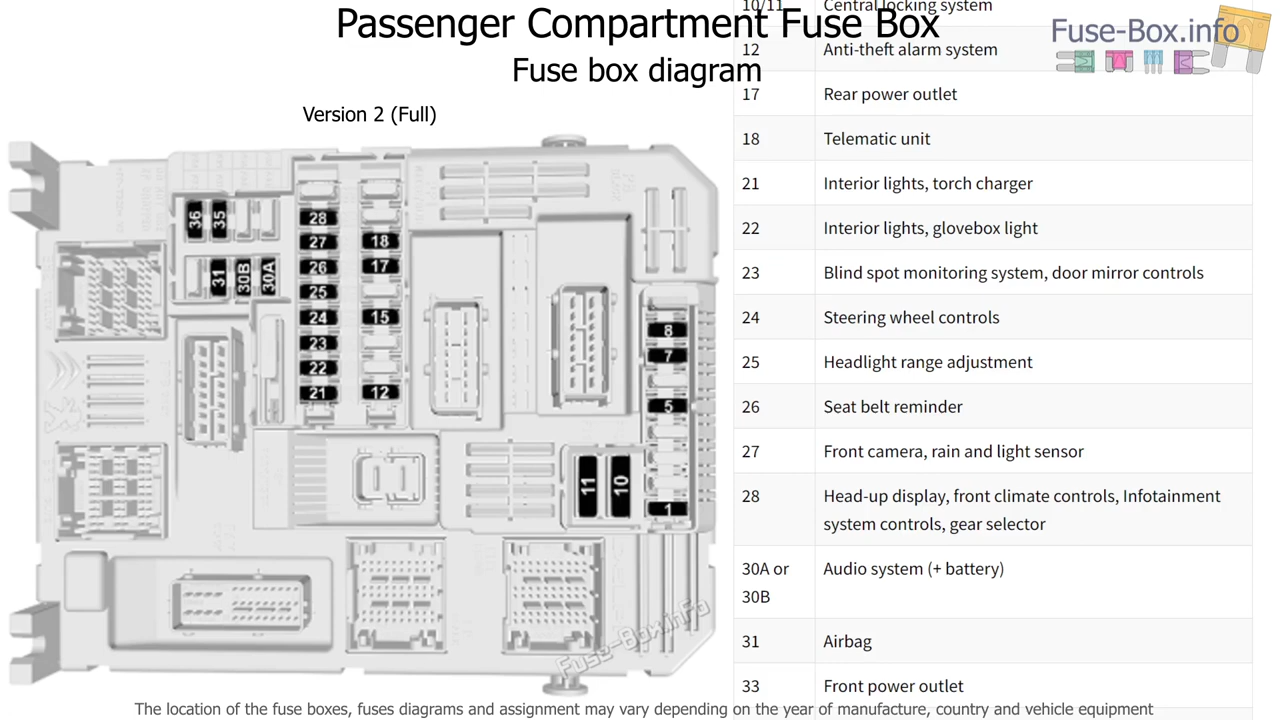 Passenger Compartment Fuse Box
Fuse box diagram
Version 2 (Full)
Fuse-Box.info
36
35
31
30B
30A
28
27
26
25
24
23
22
21
18
17
15
12
8
7
5
11
10
1
10/11 Central locking system
12 Anti-theft alarm system
17 Rear power outlet
18 Telematic unit
21 Interior lights, torch charger
22 Interior lights, glovebox light
23 Blind spot monitoring system, door mirror controls
24 Steering wheel controls
25 Headlight range adjustment
26 Seat belt reminder
27 Front camera, rain and light sensor
28 Head-up display, front climate controls, Infotainment
system controls, gear selector
30A or Audio system (+ battery)
30B
31 Airbag
33 Front power outlet
Fuse-Box.inFo
The location of the fuse boxes, fuses diagrams and assignment may vary depending on the year of manufacture, country and vehicle equipment